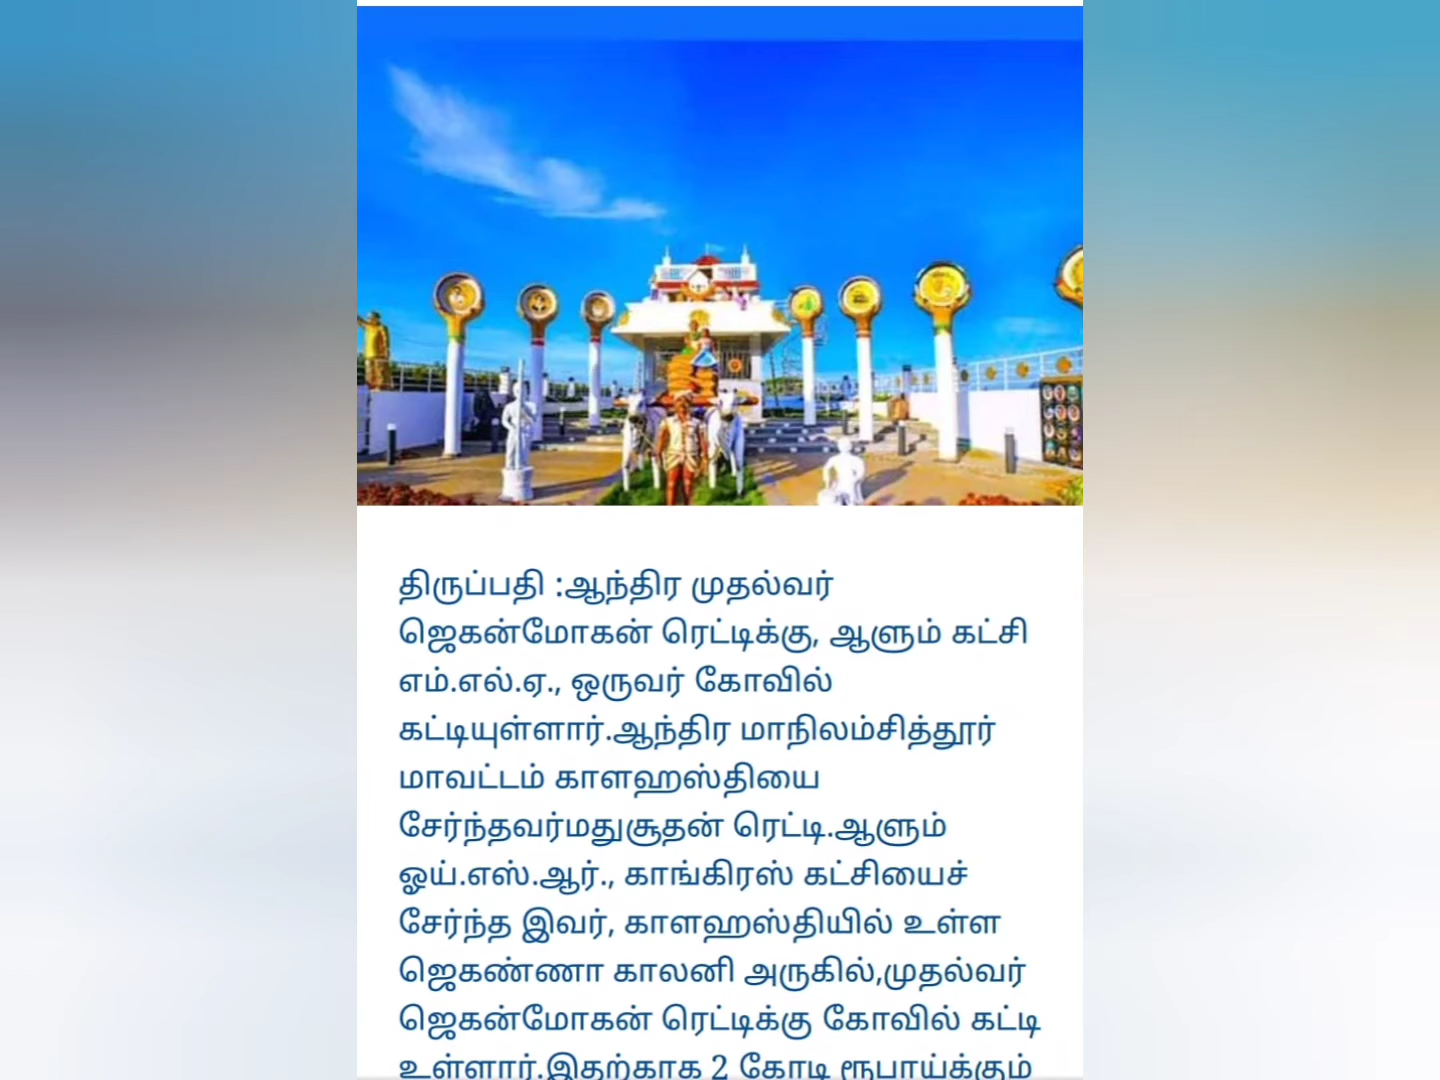 திருப்பதி :ஆந்திர முதல்வர்
ஜெகன்மோகன் ரெட்டிக்கு, ஆளும் கட்சி
எம்.எல்.ஏ., ஒருவர் கோவில்
கட்டியுள்ளார்.ஆந்திர மாநிலம்சித்தூர்
மாவட்டம் காளஹஸ்தியை
சேர்ந்தவர்மதுசூதன் ரெட்டி.ஆளும்
ஓய்.எஸ்.ஆர்., காங்கிரஸ் கட்சியைச்
சேர்ந்த இவர், காளஹஸ்தியில் உள்ள
ஜெகண்ணா காலனி அருகில்,முதல்வர்
ஜெகன்மோகன் ரெட்டிக்கு கோவில் கட்டி
உள்ளார்.இதற்காக 2 கோடி ரூபாய்க்கும்